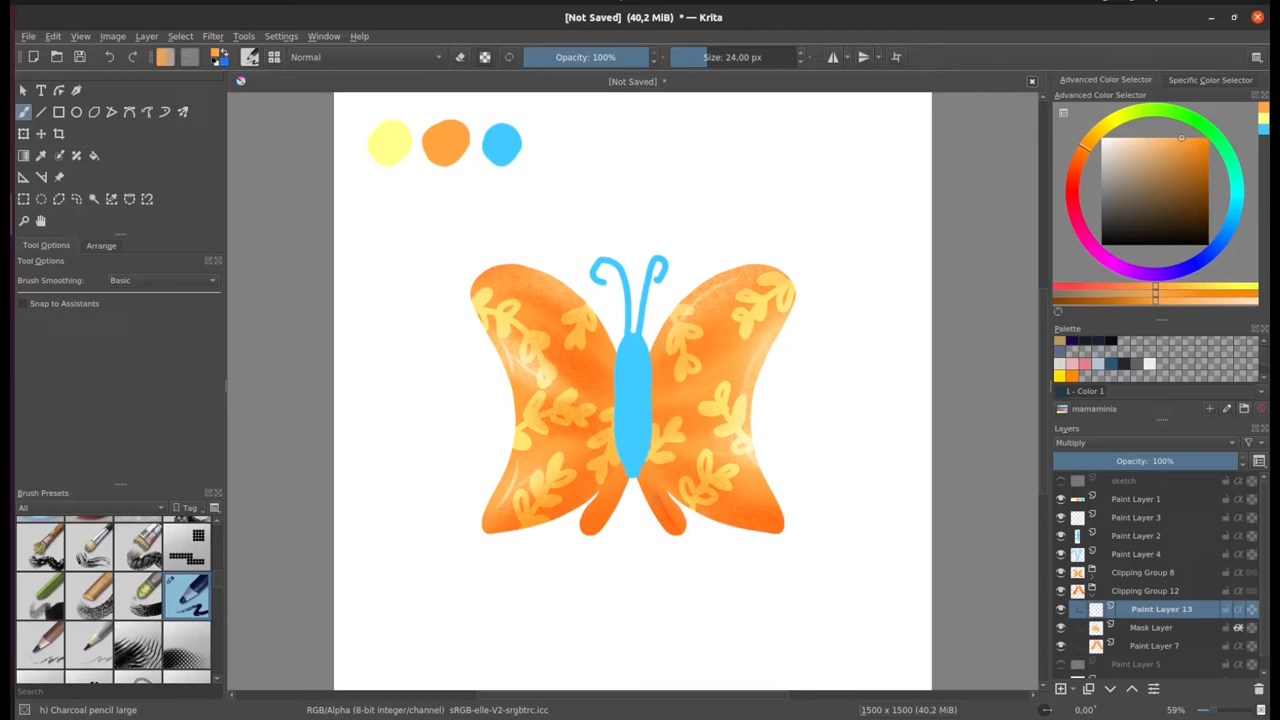 [Not Saved] (40,2 MiB) * — Krita
File Edit View Image Layer Select Filter Tools Settings Window Help
Normal Opacity: 100% Size: 24,00 px
[Not Saved] *
Advanced Color Selector Specific Color Selector
Advanced Color Selector
Tool Options Arrange
Tool Options
Brush Smoothing: Basic
Snap to Assistants
Palette
1 - Color 1
mamaminia
Layers
Multiply
Opacity: 100%
sketch
Paint Layer 1
Paint Layer 3
Paint Layer 2
Paint Layer 4
Clipping Group 8
Clipping Group 12
Paint Layer 13
Mask Layer
Paint Layer 7
Paint Layer 5
Brush Presets
All Tag
Search
h) Charcoal pencil large RGB/Alpha (8-bit integer/channel) sRGB-elle-V2-srgbtrc.icc 1500 x 1500 (40,2 MiB) 0,00° 59%